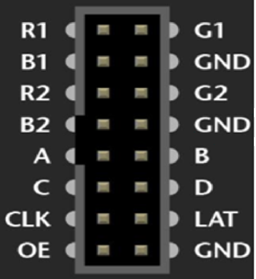 R1 G1
B1 GND
R2 G2
B2 GND
A B
C D
CLK LAT
OE GND